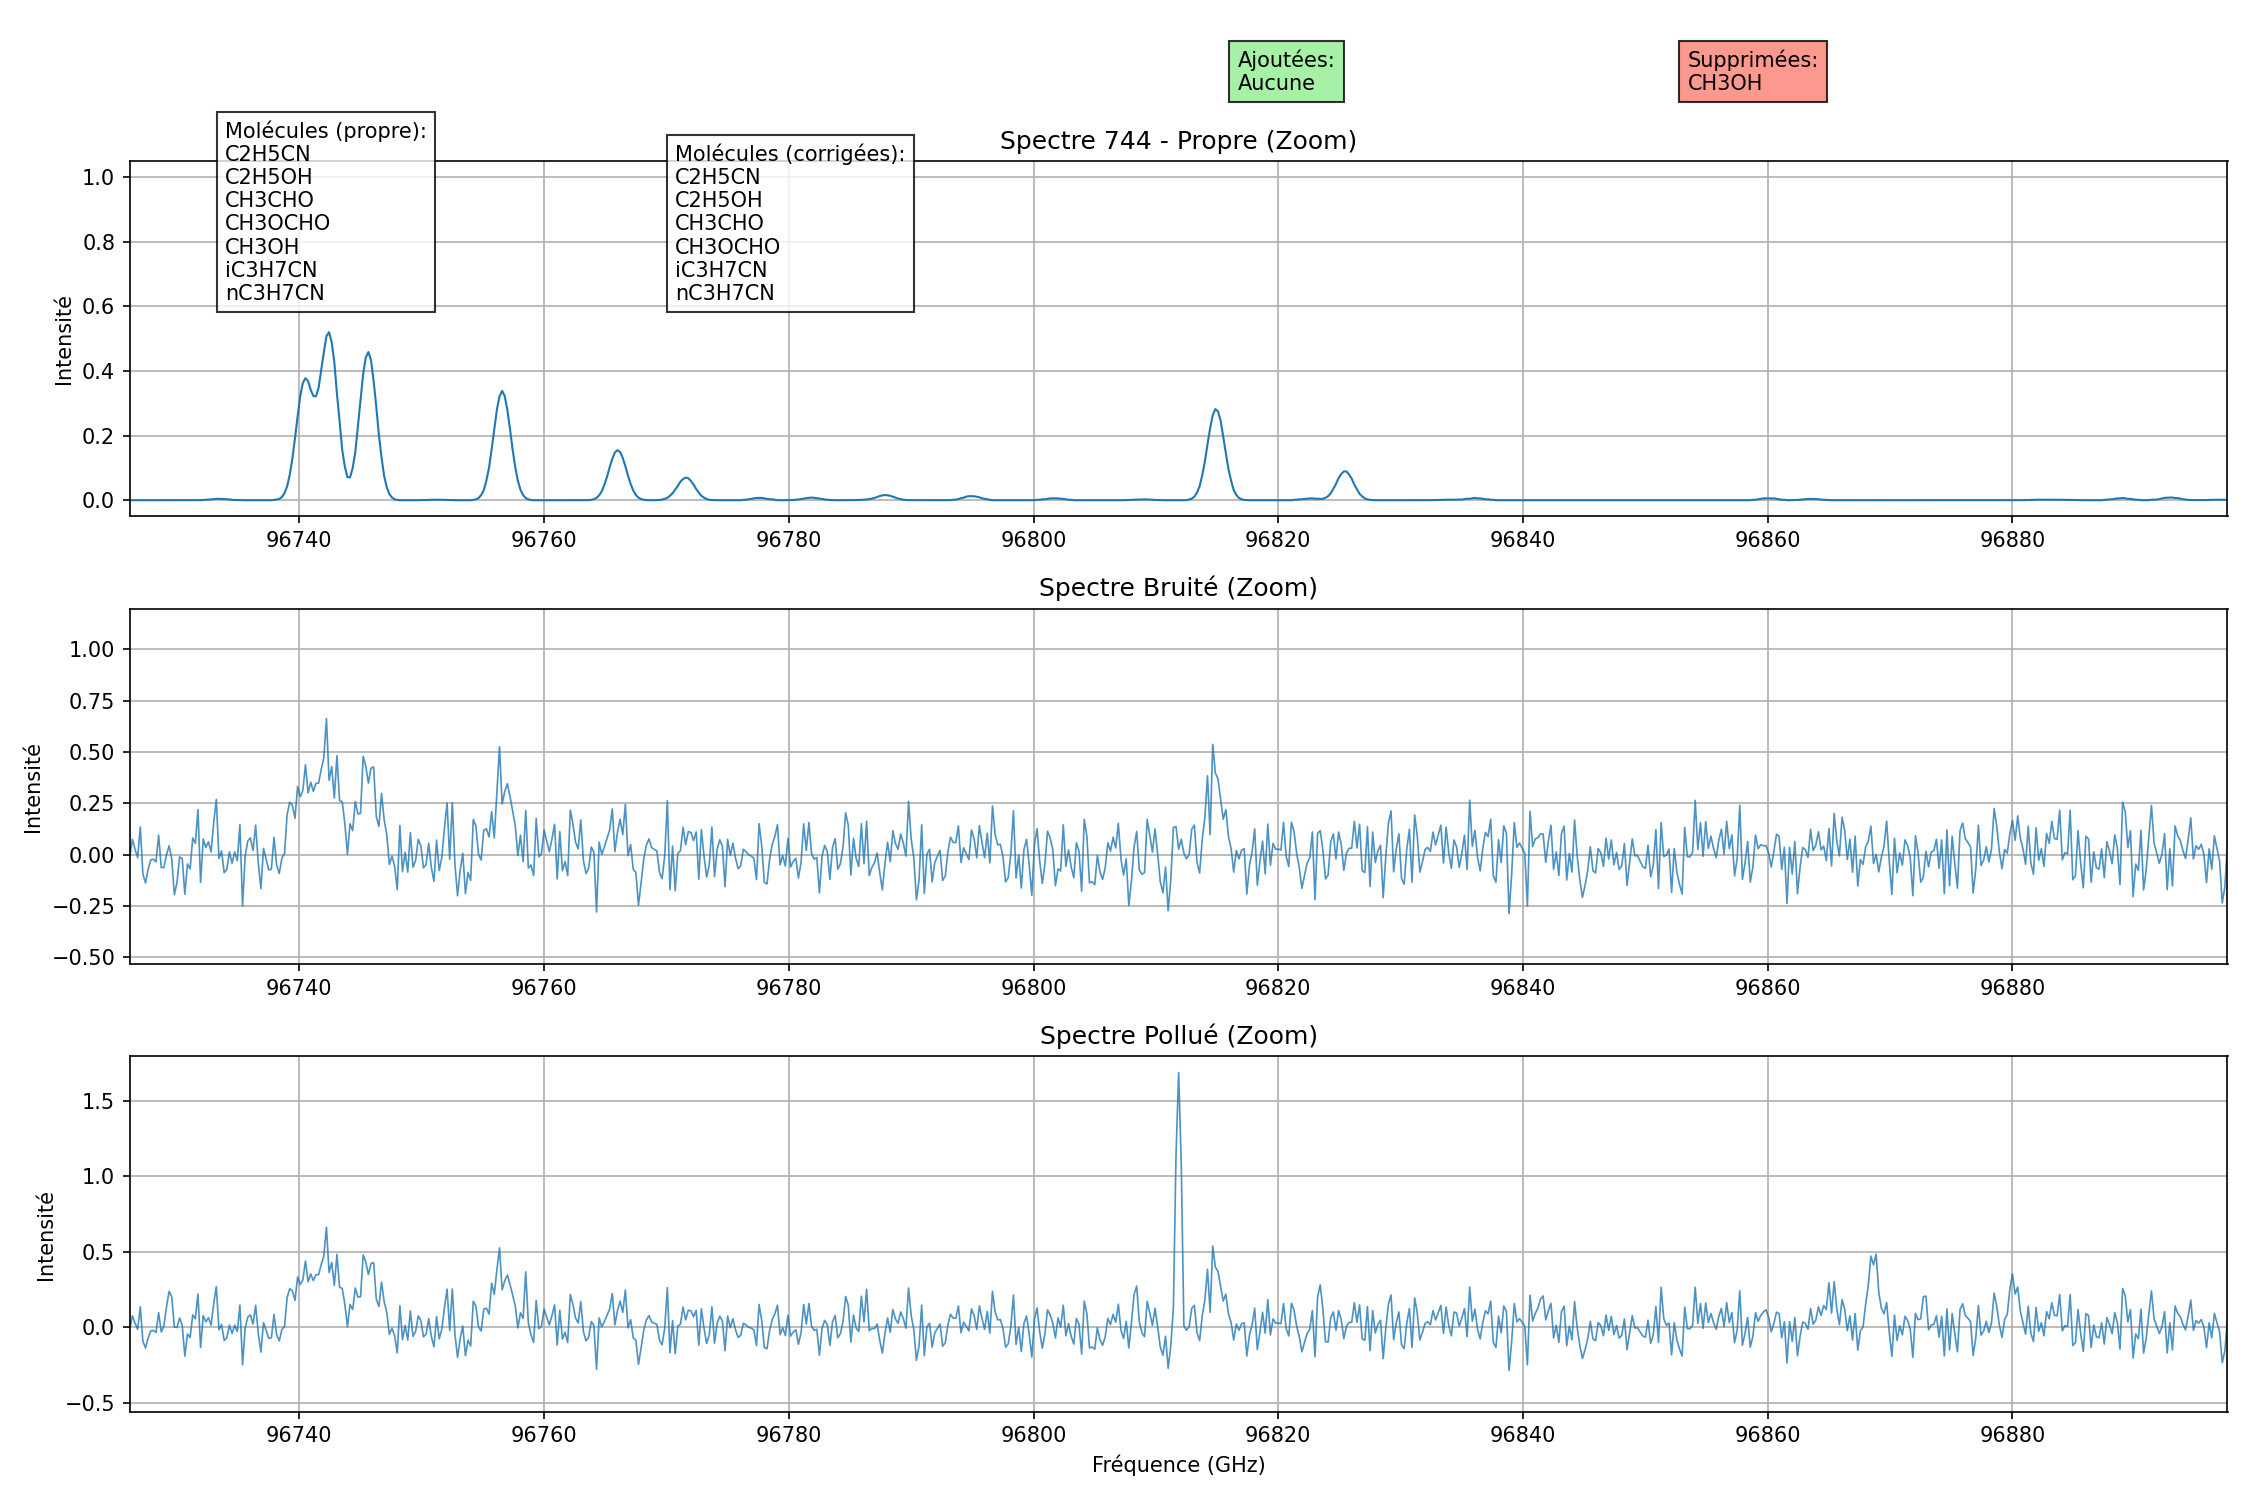 Ajoutées:
Aucune
Supprimées:
CH3OH
Molécules (propre):
C2H5CN
C2H5OH
CH3CHO
CH3OCHO
CH3OH
iC3H7CN
nC3H7CN
Molécules (corrigées):
C2H5CN
C2H5OH
CH3CHO
CH3OCHO
iC3H7CN
nC3H7CN
Spectre 744 - Propre (Zoom)
Intensité
1.0
0.8
0.6
0.4
0.2
0.0
96740 96760 96780 96800 96820 96840 96860 96880
Spectre Bruité (Zoom)
Intensité
1.00
0.75
0.50
0.25
0.00
−0.25
−0.50
96740 96760 96780 96800 96820 96840 96860 96880
Spectre Pollué (Zoom)
Intensité
1.5
1.0
0.5
0.0
−0.5
96740 96760 96780 96800 96820 96840 96860 96880
Fréquence (GHz)